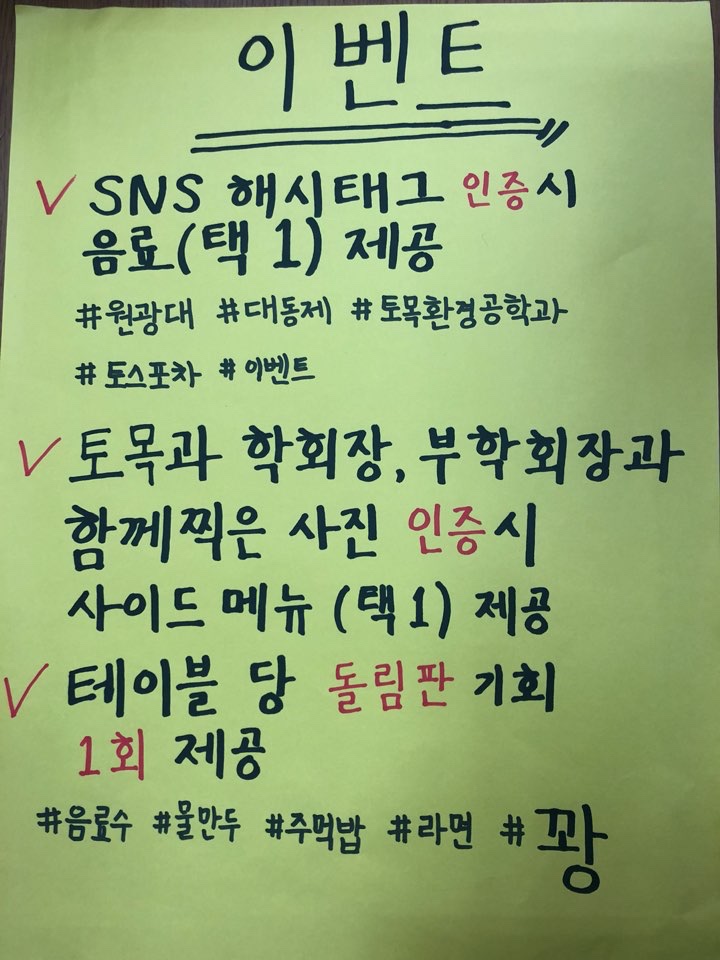 이벤트
✓ SNS 해시태그 인증시
음료(택 1) 제공
#원광대 #대동제 #토목환경공학과
#토스포차 #이벤트
✓ 토목과 학회장, 부학회장과
함께찍은 사진 인증시
사이드 메뉴 (택 1) 제공
✓ 테이블 당 돌림판 기회
1회 제공
#음료수 #물만두 #주먹밥 #라면 #꽝